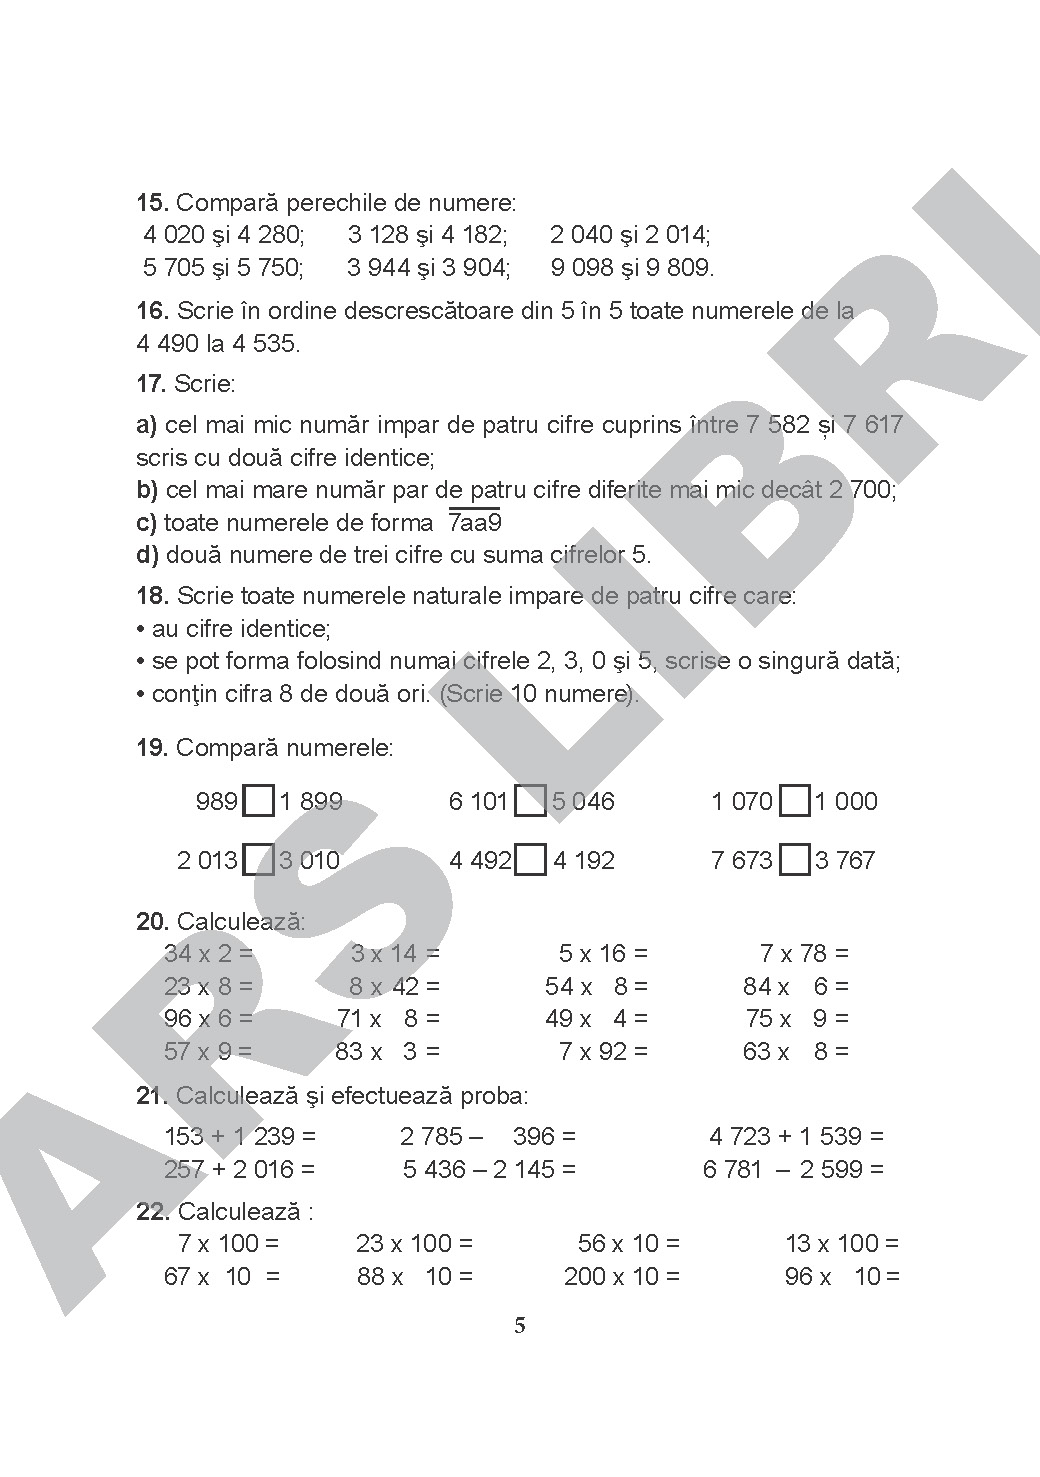 15. Compară perechile de numere:
4 020 şi 4 280; 3 128 şi 4 182; 2 040 şi 2 014;
5 705 şi 5 750; 3 944 şi 3 904; 9 098 şi 9 809.
16. Scrie în ordine descrescătoare din 5 în 5 toate numerele de la
4 490 la 4 535.
17. Scrie:
a) cel mai mic număr impar de patru cifre cuprins între 7 582 și 7 617
scris cu două cifre identice;
b) cel mai mare număr par de patru cifre diferite mai mic decât 2 700;
c) toate numerele de forma 7aa9
d) două numere de trei cifre cu suma cifrelor 5.
18. Scrie toate numerele naturale impare de patru cifre care:
• au cifre identice;
• se pot forma folosind numai cifrele 2, 3, 0 şi 5, scrise o singură dată;
• conţin cifra 8 de două ori. (Scrie 10 numere).
19. Compară numerele:
989 □ 1 899 6 101 □ 5 046 1 070 □ 1 000
2 013 □ 3 010 4 492 □ 4 192 7 673 □ 3 767
20. Calculează:
34 x 2 = 3 x 14 = 5 x 16 = 7 x 78 =
23 x 8 = 8 x 42 = 54 x 8 = 84 x 6 =
96 x 6 = 71 x 8 = 49 x 4 = 75 x 9 =
57 x 9 = 83 x 3 = 7 x 92 = 63 x 8 =
21. Calculează şi efectuează proba:
153 + 1 239 = 2 785 – 396 = 4 723 + 1 539 =
257 + 2 016 = 5 436 – 2 145 = 6 781 – 2 599 =
22. Calculează :
7 x 100 = 23 x 100 = 56 x 10 = 13 x 100 =
67 x 10 = 88 x 10 = 200 x 10 = 96 x 10 =
5
ARS LIBRI